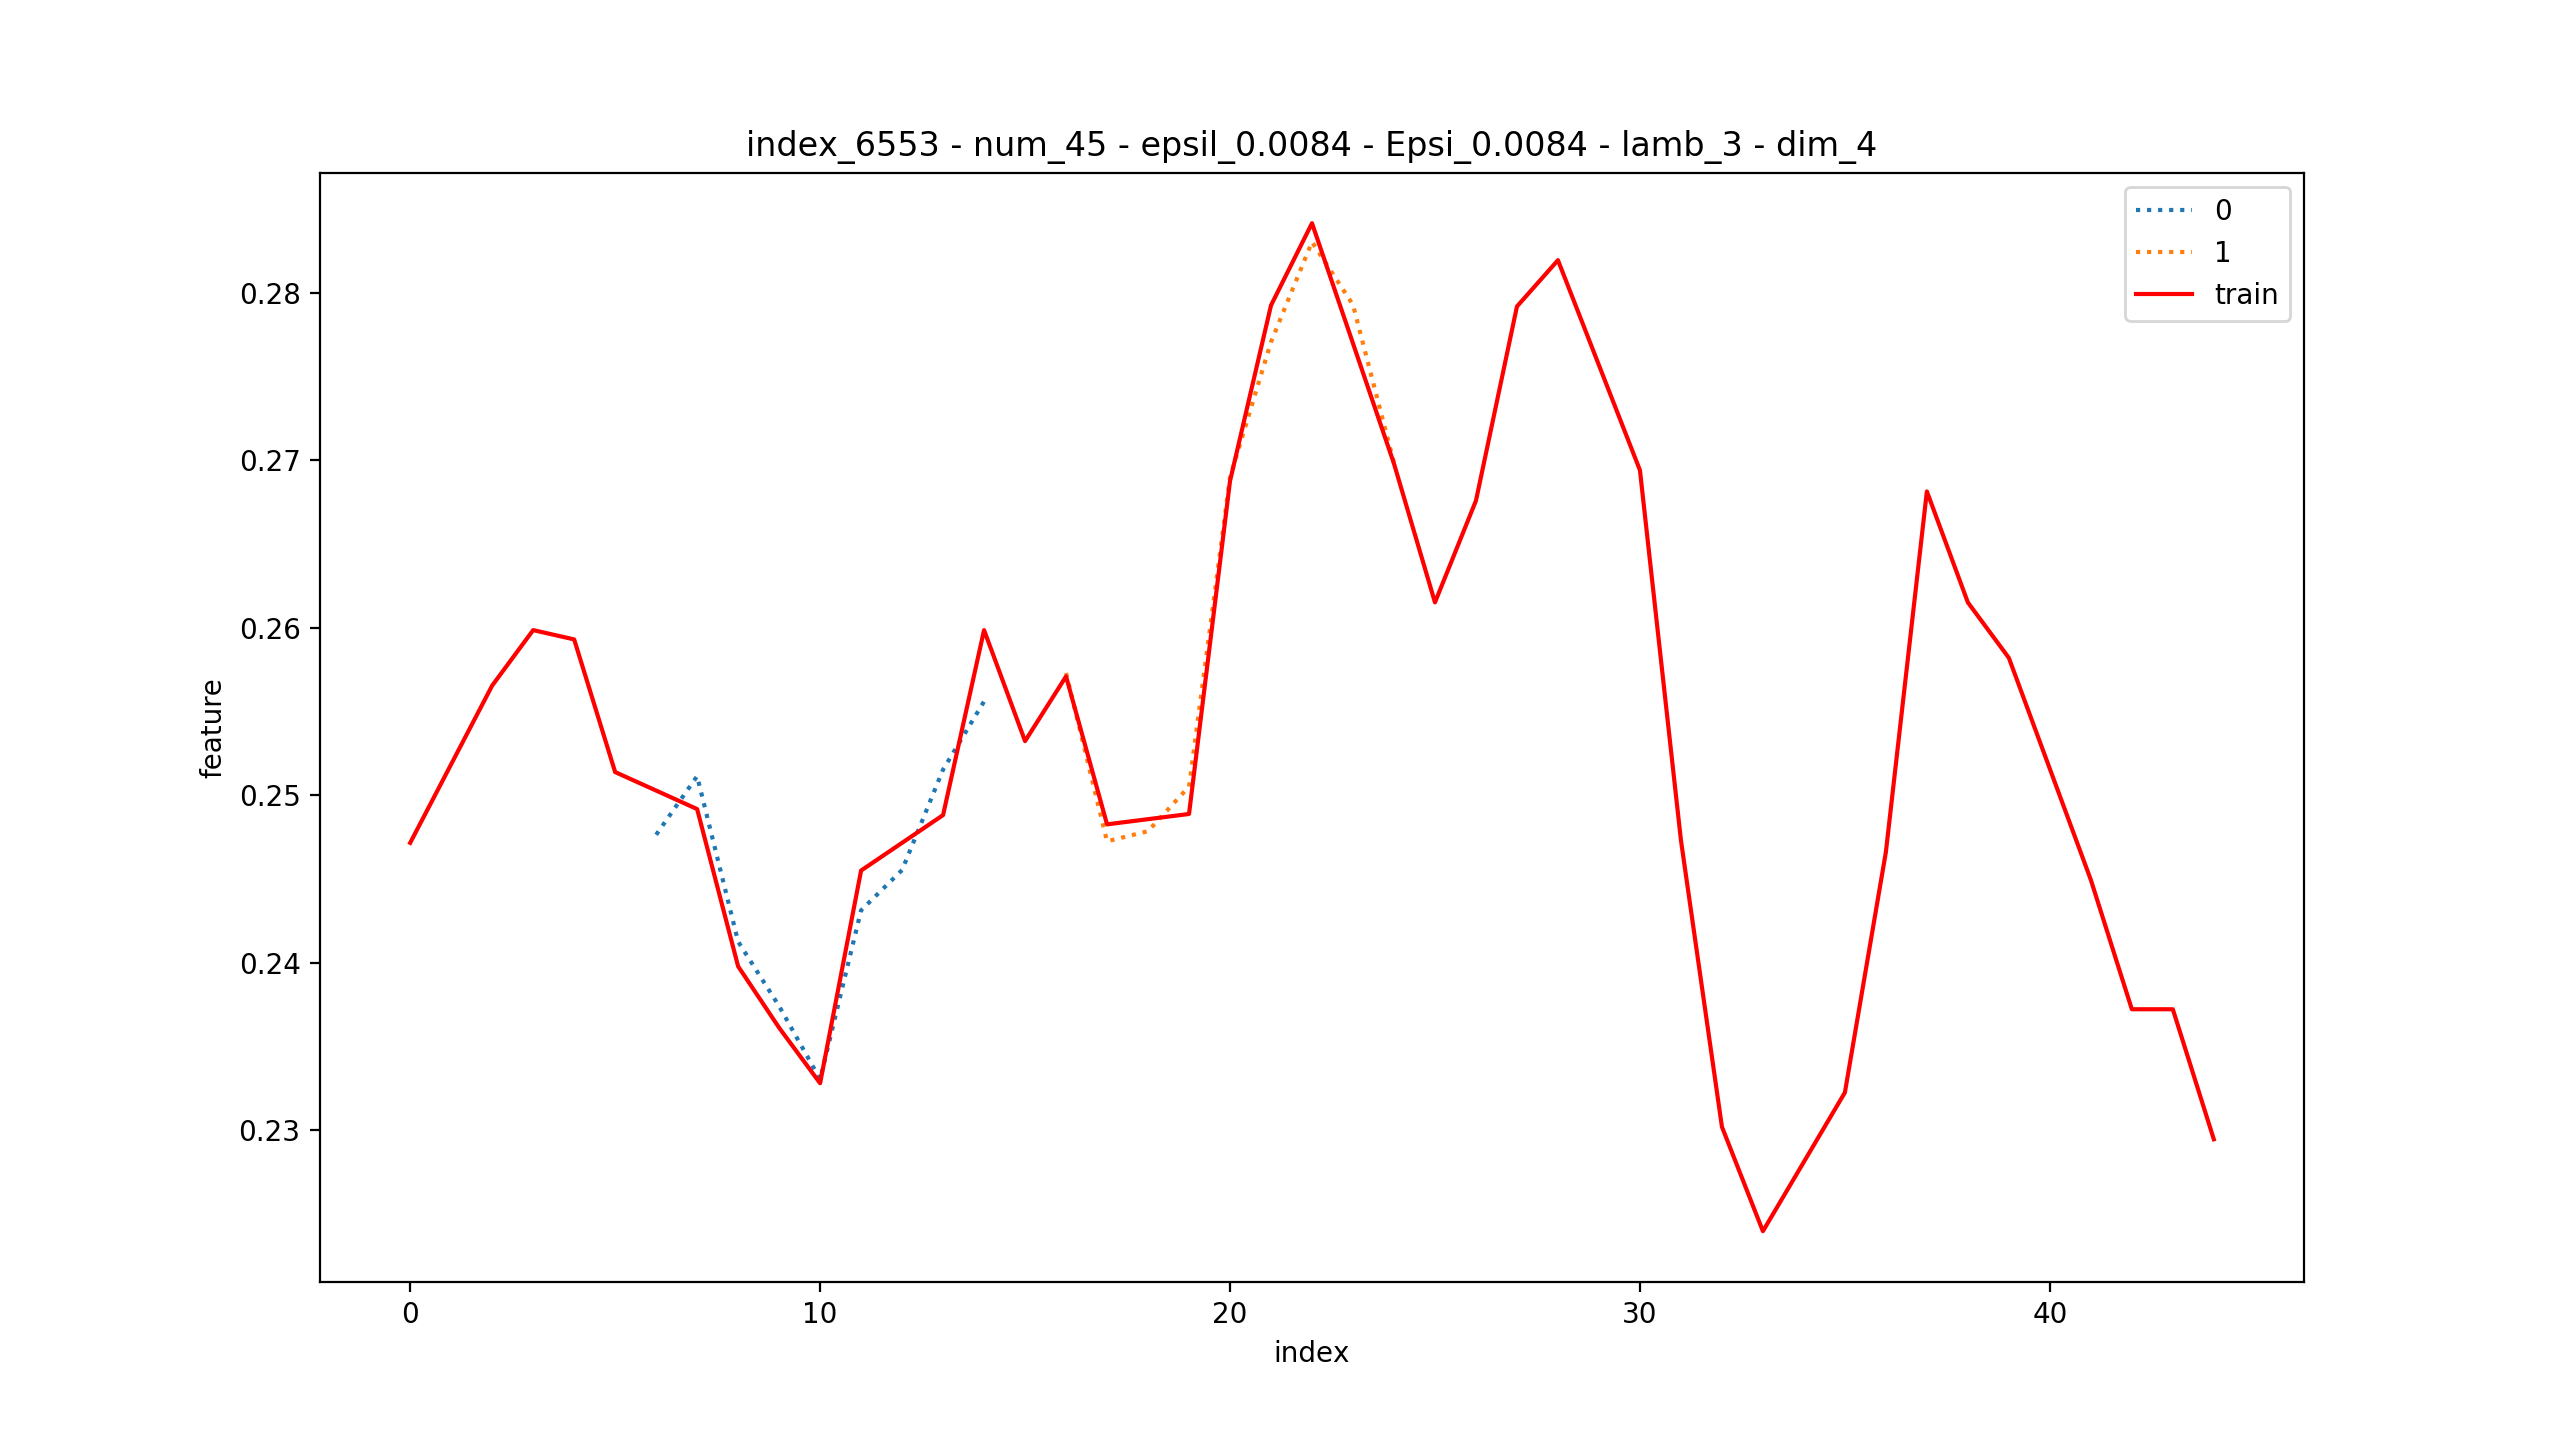 index_6553 - num_45 - epsil_0.0084 - Epsi_0.0084 - lamb_3 - dim_4
0
1
train
0.28
0.27
0.26
0.25
0.24
0.23
feature
0 10 20 30 40
index